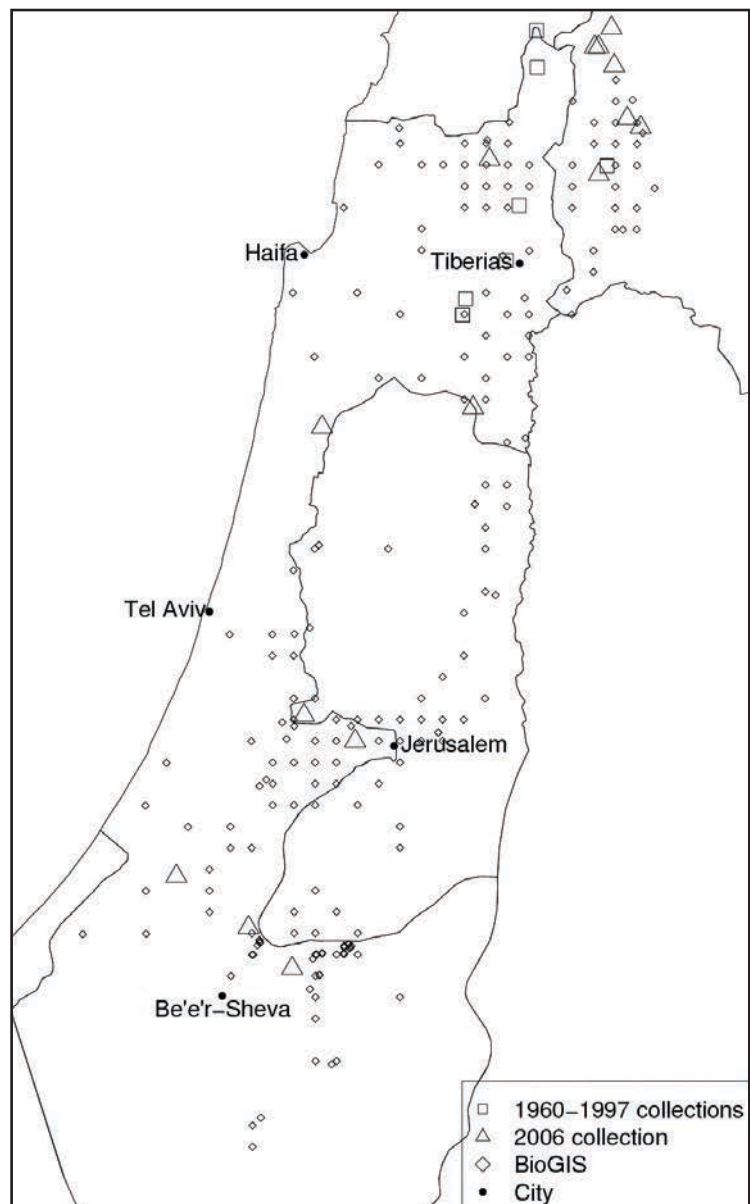 Haifa
Tiberias
Tel Aviv
Jerusalem
Be'e'r–Sheva
1960–1997 collections
2006 collection
BioGIS
City